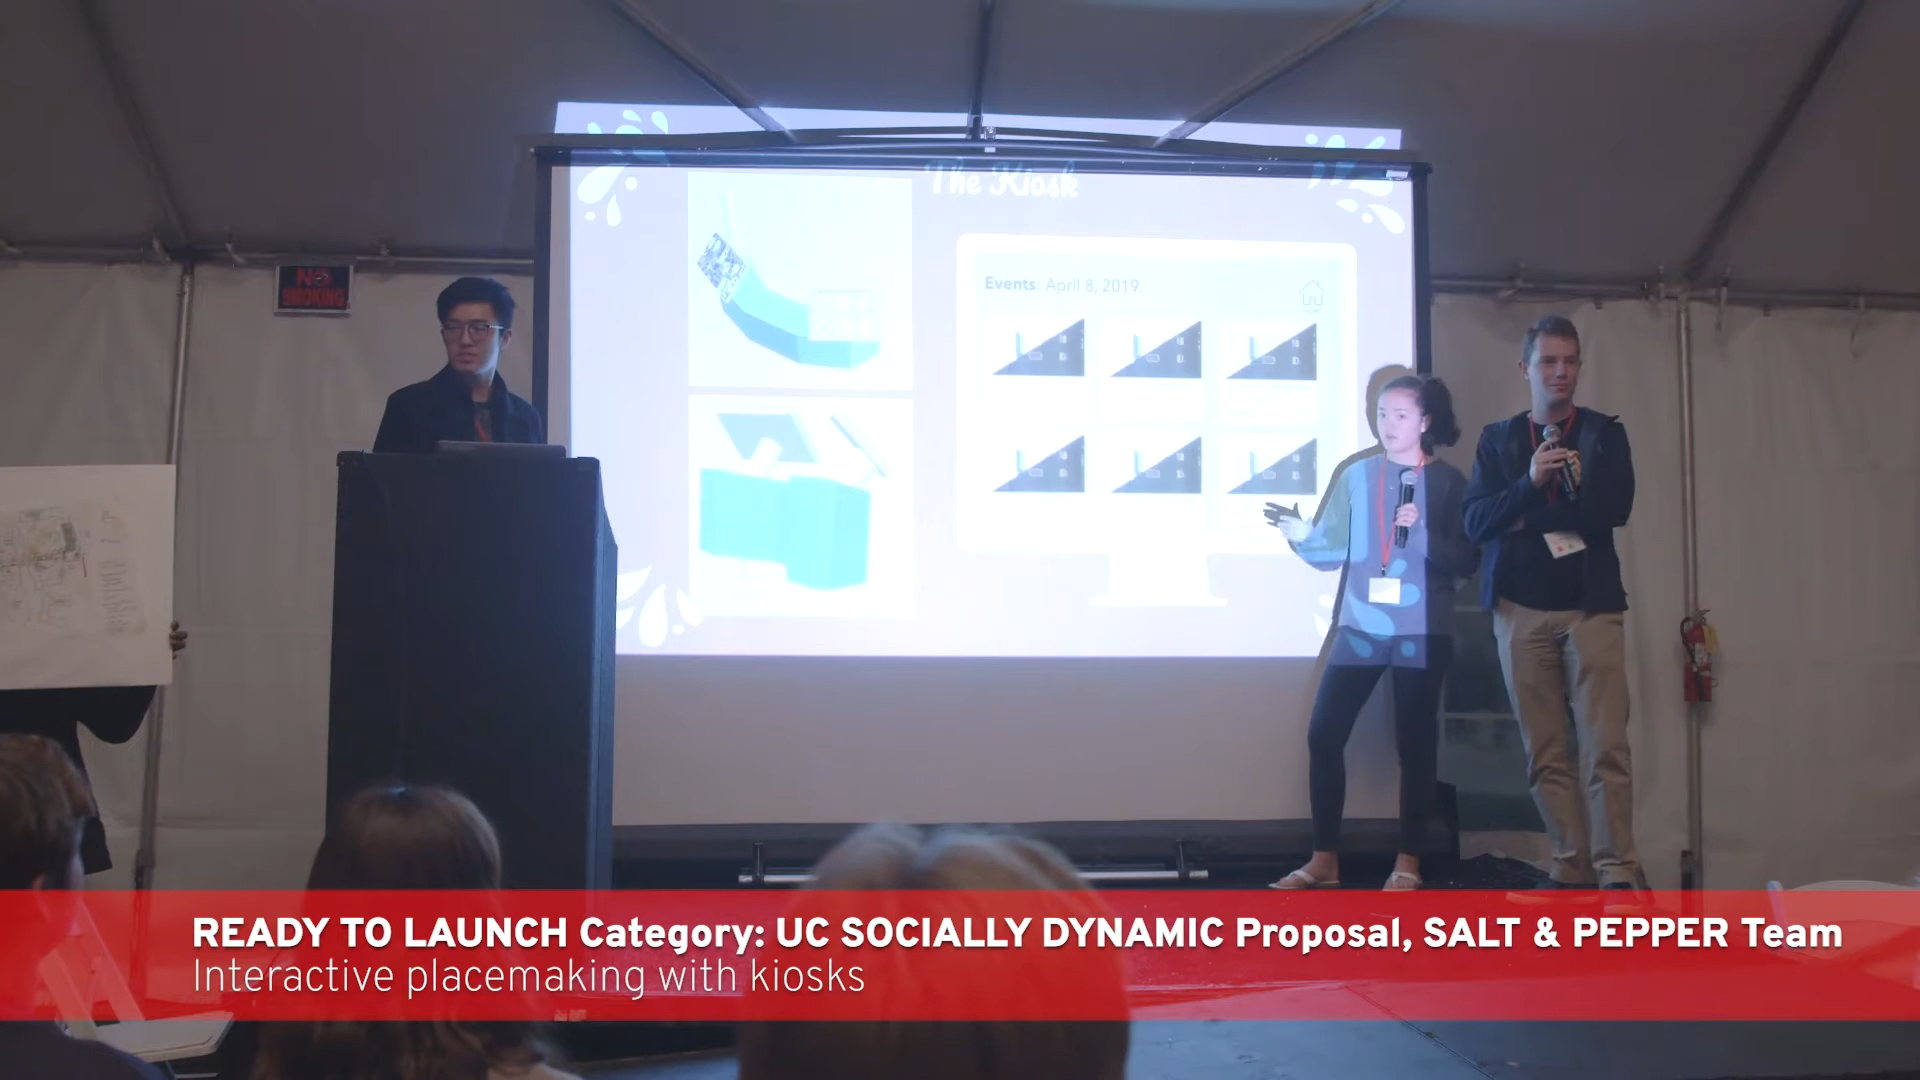 The Kiosk
Events: April 8, 2019
HOME
NO
SMOKING
READY TO LAUNCH Category: UC SOCIALLY DYNAMIC Proposal, SALT & PEPPER Team
Interactive placemaking with kiosks